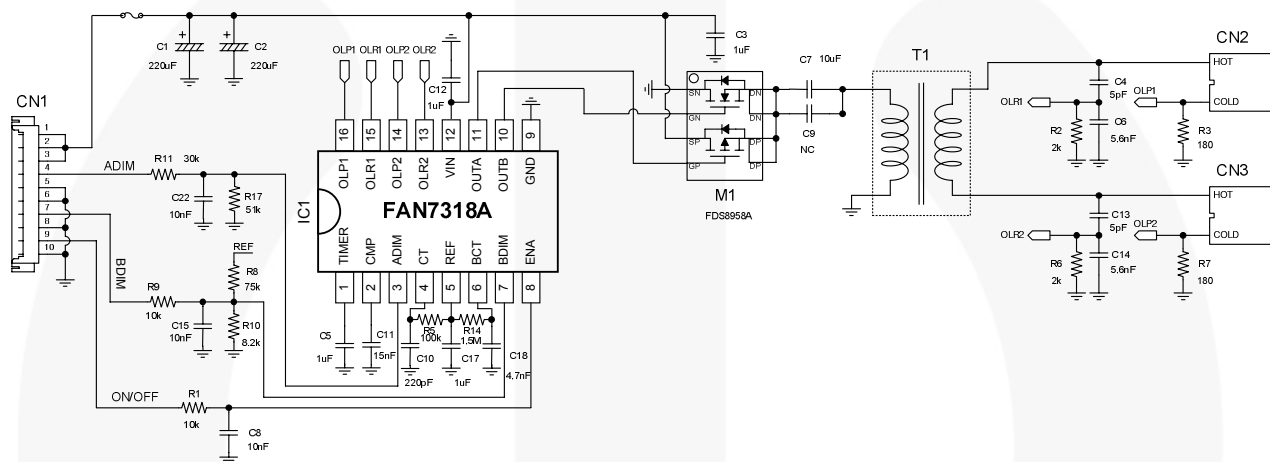 C1
220uF
C2
220uF
OLP1 OLR1 OLP2 OLR2
C12
1uF
C3
1uF
C7 10uF
C9
NC
T1
CN2
HOT
COLD
C4
5pF
OLR1
OLP1
R2
2k
C6
5.6nF
R3
180
SN
GN
SP
GP
DN
DN
DP
DP
M1
FDS8958A
CN1
1
2
3
4
5
6
7
8
9
10
ADIM
R11 30k
C22
10nF
R17
51k
16 15 14 13 12 11 10 9
OLP1 OLR1 OLP2 OLR2 VIN OUTA OUTB GND
IC1
FAN7318A
TIMER CMP ADIM CT REF BCT BDIM ENA
1 2 3 4 5 6 7 8
CN3
HOT
COLD
C13
5pF
OLR2
OLP2
R6
2k
C14
5.6nF
R7
180
BDIM
REF
R8
75k
R9
10k
C15
10nF
R10
8.2k
C5
1uF
C11
15nF
R5
100k
C10
220pF
R14
1.5M
C17
1uF
C18
4.7nF
ON/OFF
R1
10k
C8
10nF